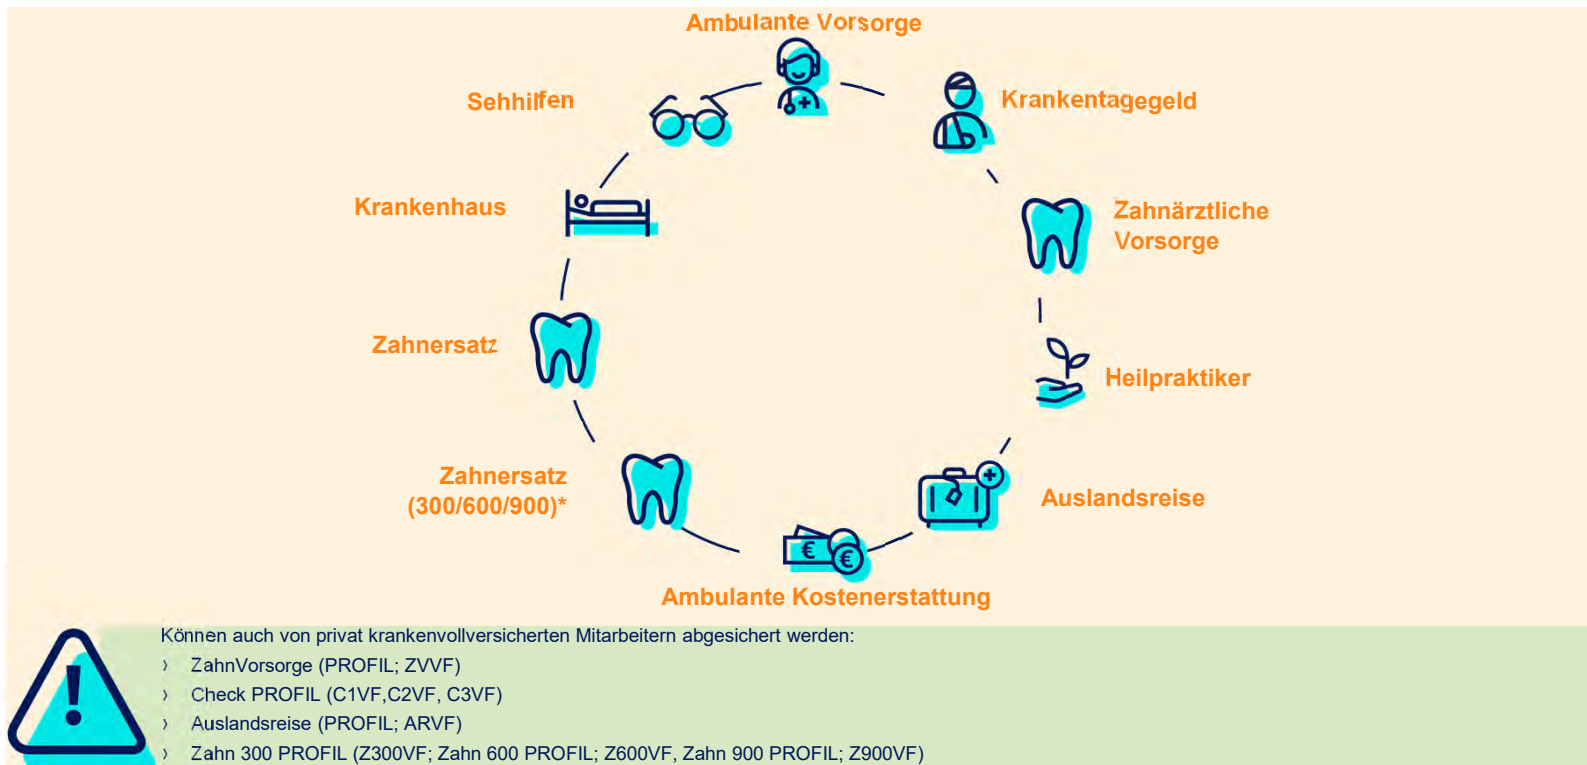 Ambulante Vorsorge
Sehhilfen
Krankentagegeld
Krankenhaus
Zahnärztliche
Vorsorge
Zahnersatz
Heilpraktiker
Zahnersatz
(300/600/900)*
Auslandsreise
€
€
Ambulante Kostenerstattung
!
Können auch von privat krankenvollversicherten Mitarbeitern abgesichert werden:
› ZahnVorsorge (PROFIL; ZVVF)
› Check PROFIL (C1VF,C2VF, C3VF)
› Auslandsreise (PROFIL; ARVF)
› Zahn 300 PROFIL (Z300VF; Zahn 600 PROFIL; Z600VF, Zahn 900 PROFIL; Z900VF)